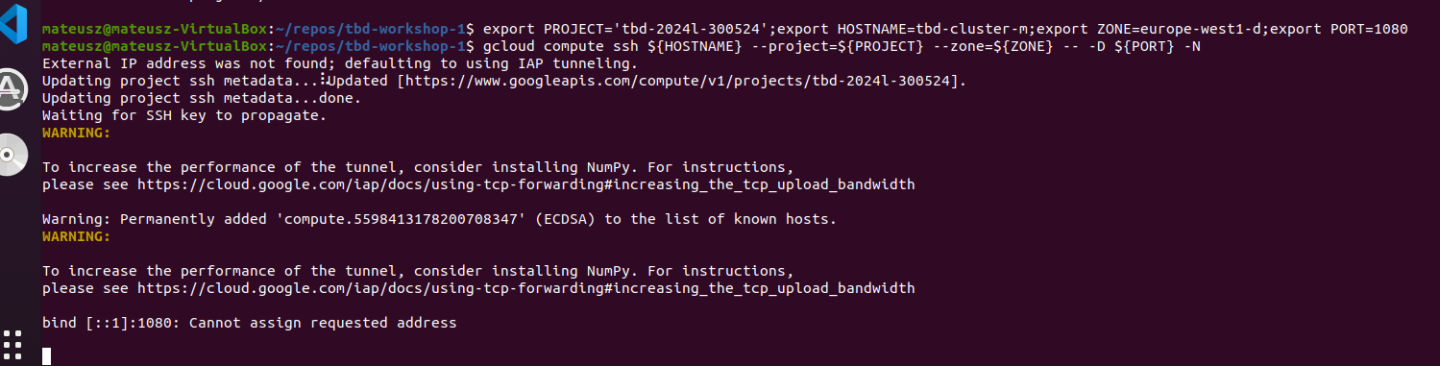 mateusz@mateusz-VirtualBox:~/repos/tbd-workshop-1$ export PROJECT='tbd-2024l-300524';export HOSTNAME=tbd-cluster-m;export ZONE=europe-west1-d;export PORT=1080
mateusz@mateusz-VirtualBox:~/repos/tbd-workshop-1$ gcloud compute ssh ${HOSTNAME} --project=${PROJECT} --zone=${ZONE} -- -D ${PORT} -N
External IP address was not found; defaulting to using IAP tunneling.
Updating project ssh metadata...⠧Updated [https://www.googleapis.com/compute/v1/projects/tbd-2024l-300524].
Updating project ssh metadata...done.
Waiting for SSH key to propagate.
WARNING:
To increase the performance of the tunnel, consider installing NumPy. For instructions,
please see https://cloud.google.com/iap/docs/using-tcp-forwarding#increasing_the_tcp_upload_bandwidth
Warning: Permanently added 'compute.5598413178200708347' (ECDSA) to the list of known hosts.
WARNING:
To increase the performance of the tunnel, consider installing NumPy. For instructions,
please see https://cloud.google.com/iap/docs/using-tcp-forwarding#increasing_the_tcp_upload_bandwidth
bind [::1]:1080: Cannot assign requested address